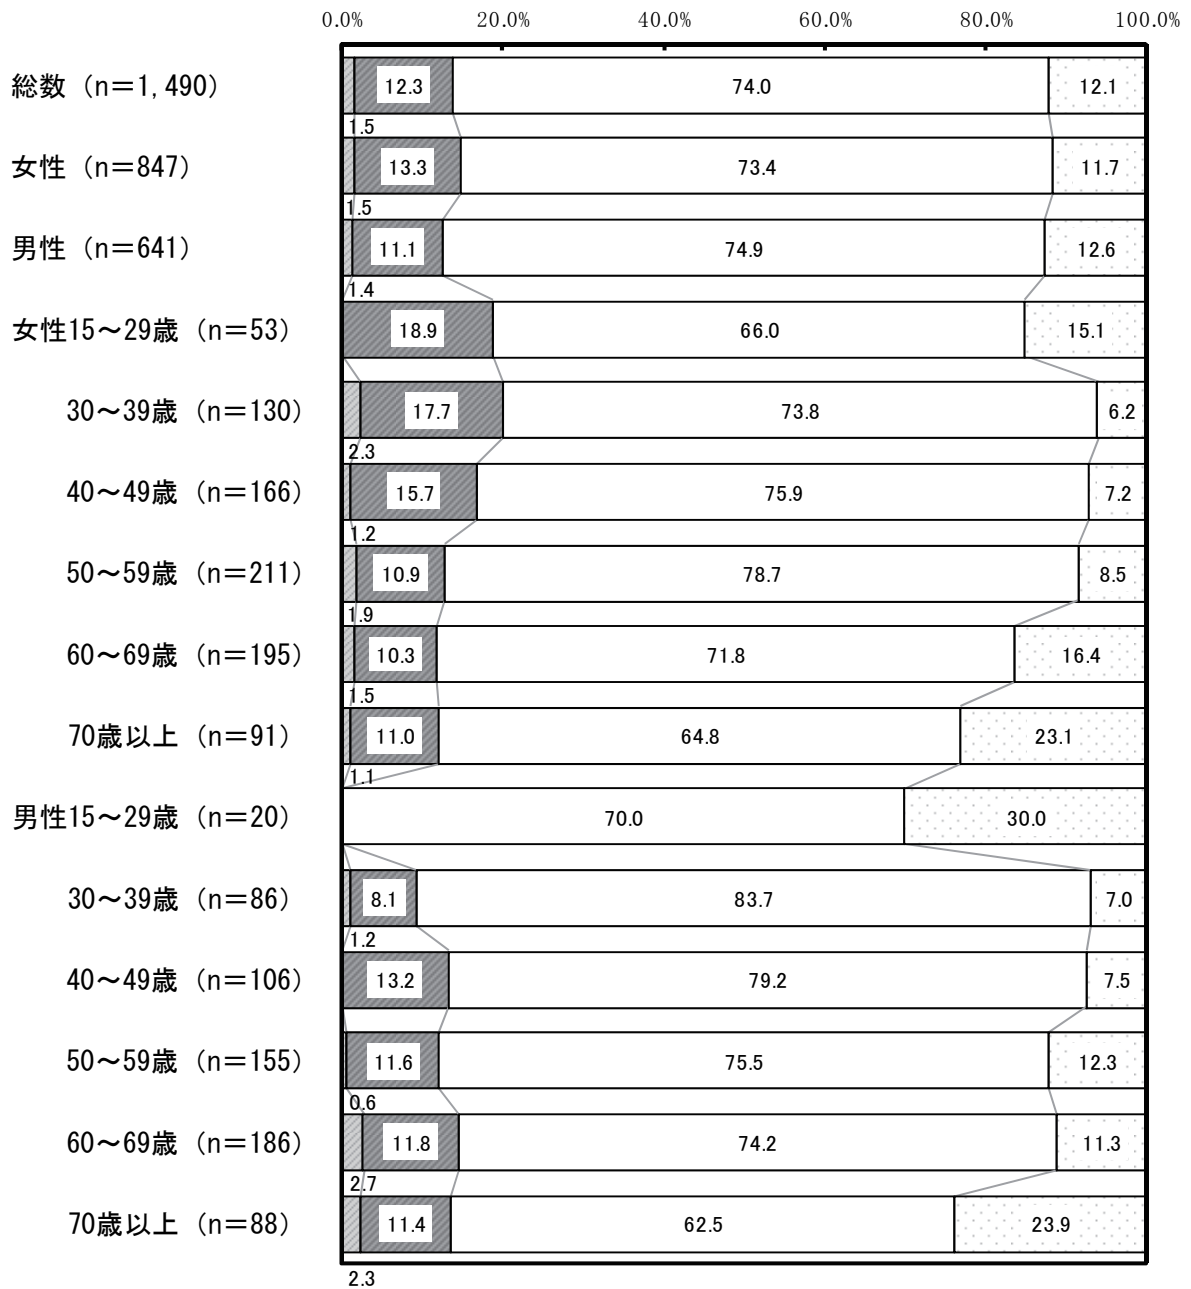 0.0% 20.0% 40.0% 60.0% 80.0% 100.0%
総数（n＝1,490） 12.3 74.0 12.1
1.5
女性（n＝847） 13.3 73.4 11.7
1.5
男性（n＝641） 11.1 74.9 12.6
1.4
女性15～29歳（n＝53） 18.9 66.0 15.1
30～39歳（n＝130） 17.7 73.8 6.2
2.3
40～49歳（n＝166） 15.7 75.9 7.2
1.2
50～59歳（n＝211） 10.9 78.7 8.5
1.9
60～69歳（n＝195） 10.3 71.8 16.4
1.5
70歳以上（n＝91） 11.0 64.8 23.1
1.1
男性15～29歳（n＝20） 70.0 30.0
30～39歳（n＝86） 8.1 83.7 7.0
1.2
40～49歳（n＝106） 13.2 79.2 7.5
50～59歳（n＝155） 11.6 75.5 12.3
0.6
60～69歳（n＝186） 11.8 74.2 11.3
2.7
70歳以上（n＝88） 11.4 62.5 23.9
2.3